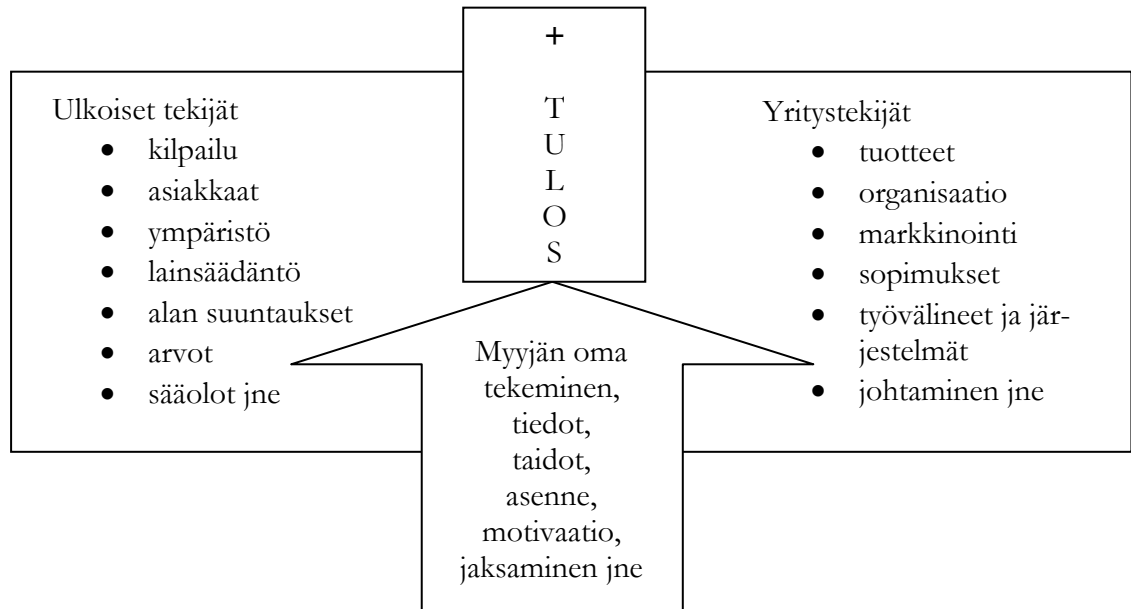 +
T
U
L
O
S
Ulkoiset tekijät
• kilpailu
• asiakkaat
• ympäristö
• lainsäädäntö
• alan suuntaukset
• arvot
• sääolot jne
Yritystekijät
• tuotteet
• organisaatio
• markkinointi
• sopimukset
• työvälineet ja jär-
jestelmät
• johtaminen jne
Myyjän oma
tekeminen,
tiedot,
taidot,
asenne,
motivaatio,
jaksaminen jne